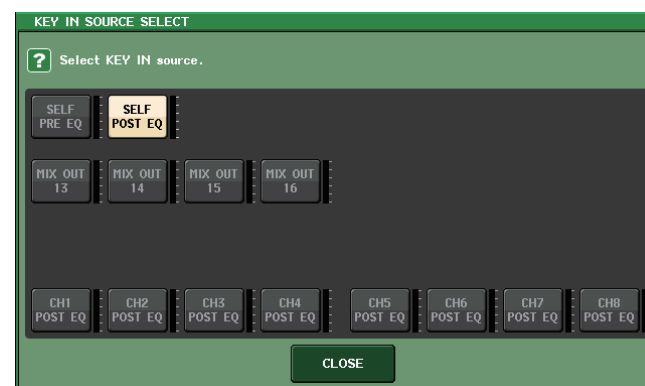 KEY IN SOURCE SELECT
? Select KEY IN source.
SELF PRE EQ
SELF POST EQ
MIX OUT 13
MIX OUT 14
MIX OUT 15
MIX OUT 16
CH1 POST EQ
CH2 POST EQ
CH3 POST EQ
CH4 POST EQ
CH5 POST EQ
CH6 POST EQ
CH7 POST EQ
CH8 POST EQ
CLOSE